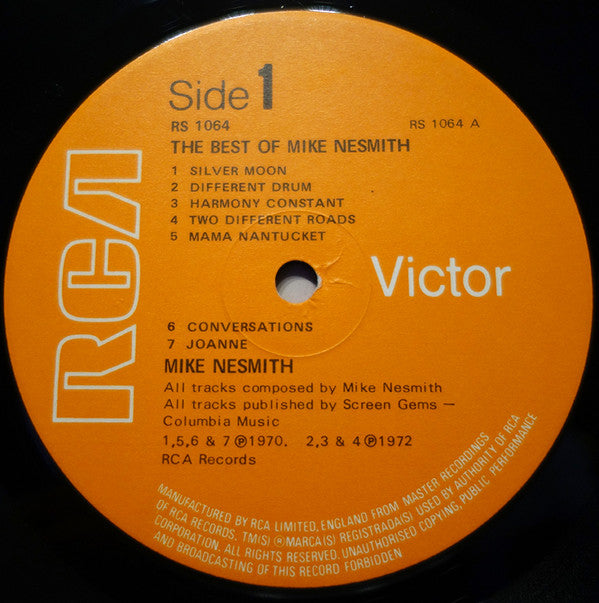 Side 1
RS 1064
RS 1064 A
THE BEST OF MIKE NESMITH
1 SILVER MOON
2 DIFFERENT DRUM
3 HARMONY CONSTANT
4 TWO DIFFERENT ROADS
5 MAMA NANTUCKET
RCA
Victor
6 CONVERSATIONS
7 JOANNE
MIKE NESMITH
All tracks composed by Mike Nesmith
All tracks published by Screen Gems —
Columbia Music
1,5,6 & 7 ℗1970. 2,3 & 4 ℗1972
RCA Records
MANUFACTURED BY RCA LIMITED, ENGLAND FROM MASTER RECORDINGS
OF RCA RECORDS. TM(S) ® MARCA(S) REGISTRADA(S) USED BY AUTHORITY OF RCA
CORPORATION. ALL RIGHTS RESERVED. UNAUTHORISED COPYING, PUBLIC PERFORMANCE
AND BROADCASTING OF THIS RECORD FORBIDDEN